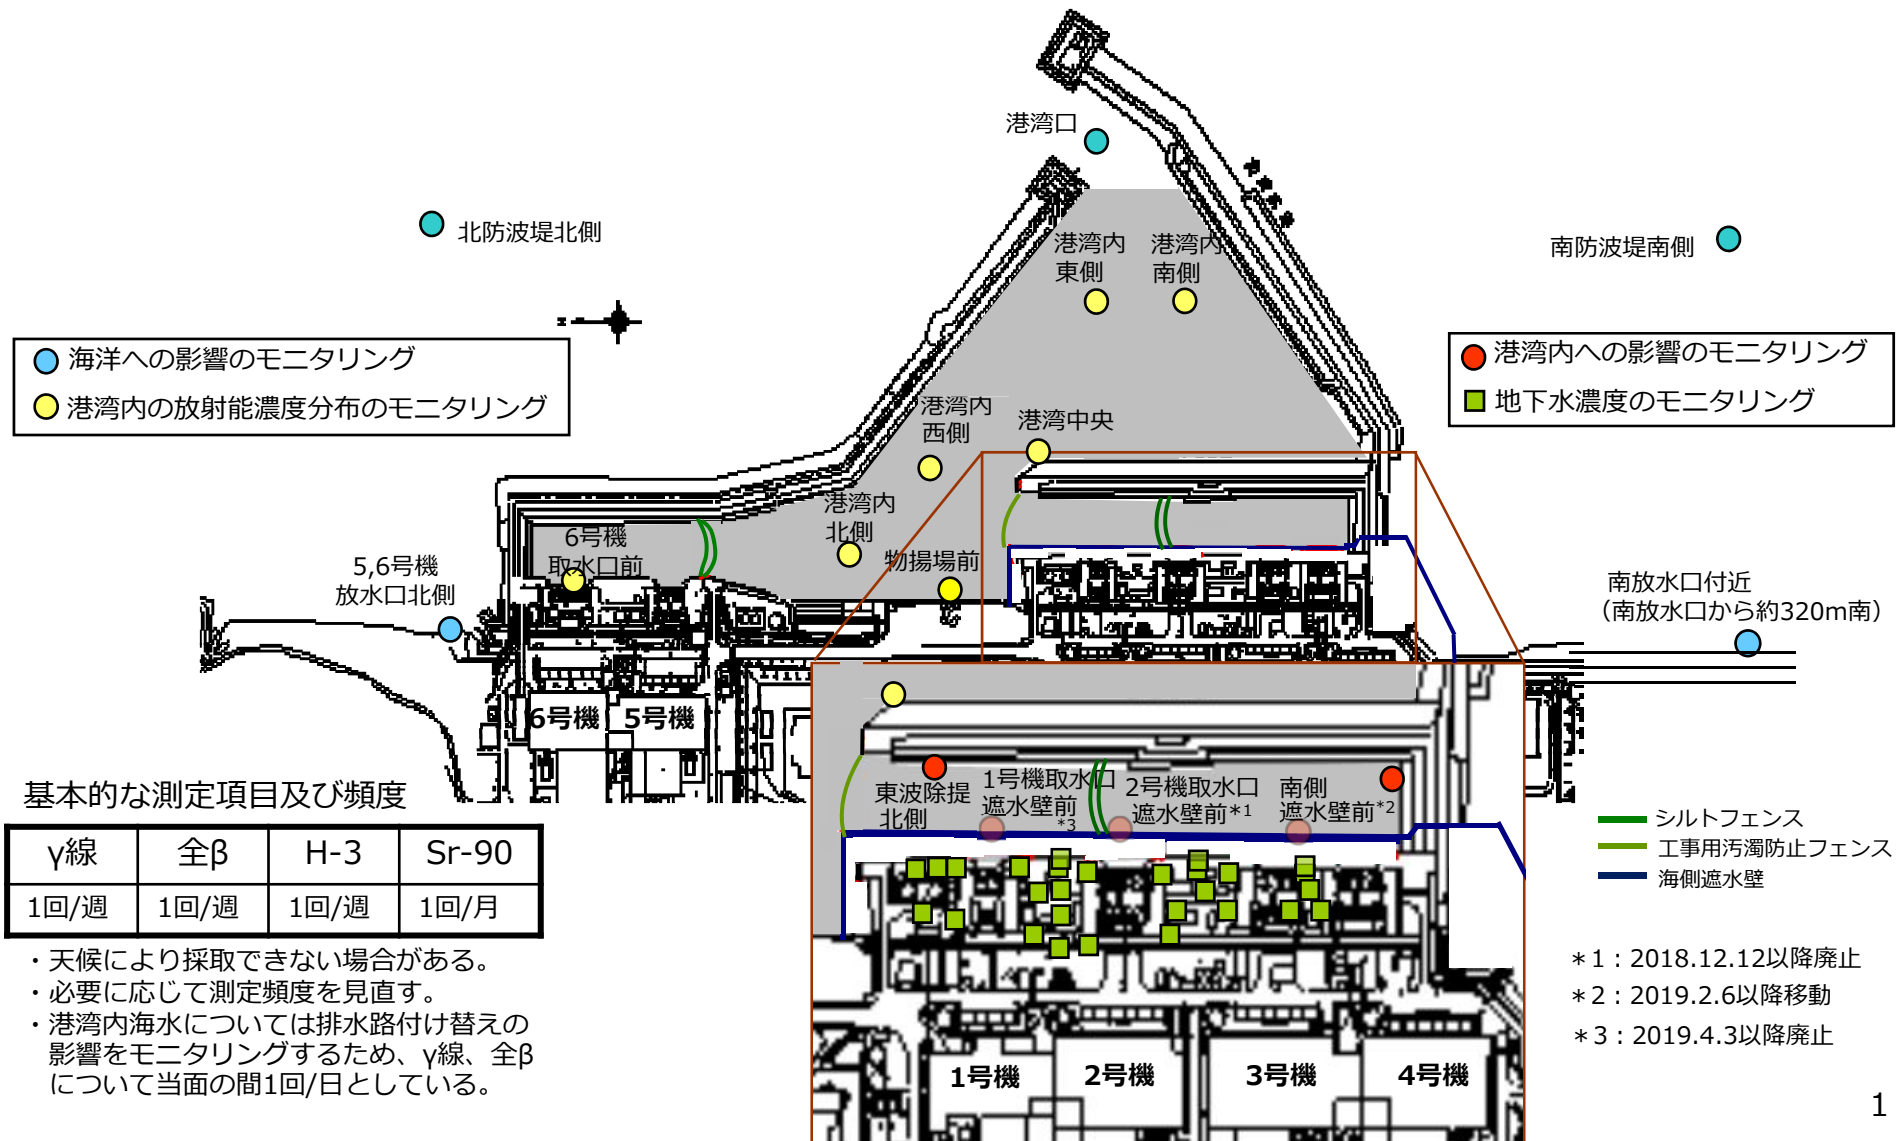 港湾口
北防波堤北側
港湾内
東側
港湾内
南側
南防波堤南側
N
海洋への影響のモニタリング
港湾内の放射能濃度分布のモニタリング
港湾内への影響のモニタリング
地下水濃度のモニタリング
港湾内
西側
港湾中央
港湾内
北側
6号機
取水口前
物揚場前
5,6号機
放水口北側
南放水口付近
（南放水口から約320m南）
6号機
5号機
東波除堤
北側
1号機取水口
遮水壁前
*3
2号機取水口
遮水壁前*1
南側
遮水壁前*2
1号機
2号機
3号機
4号機
シルトフェンス
工事用汚濁防止フェンス
海側遮水壁
基本的な測定項目及び頻度
γ線 全β H-3 Sr-90
1回/週 1回/週 1回/週 1回/月
・天候により採取できない場合がある。
・必要に応じて測定頻度を見直す。
・港湾内海水については排水路付け替えの
影響をモニタリングするため、γ線、全β
について当面の間1回/日としている。
＊1：2018.12.12以降廃止
＊2：2019.2.6以降移動
＊3：2019.4.3以降廃止
1